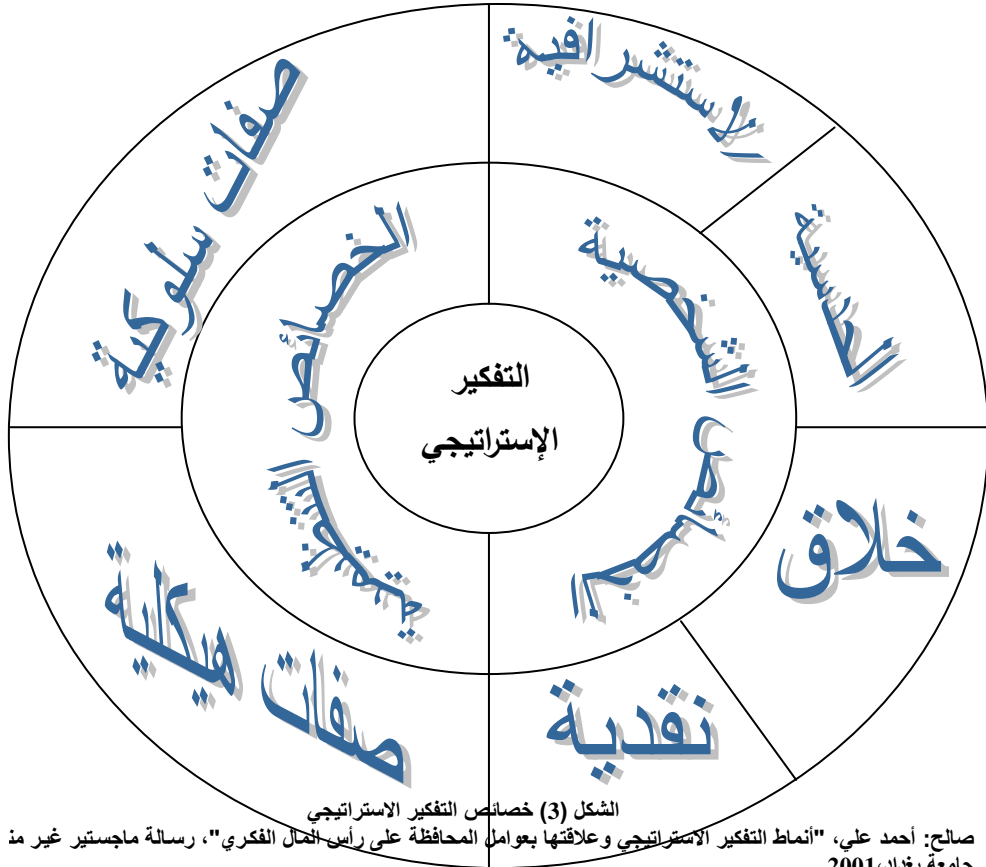 الاستشرافية
الحدسية
خلاق
نقدية
صفات سلوكية
صفات هيكلية
الخصائص الشخصية
الخصائص
التفكير
الإستراتيجي
الشكل (3) خصائص التفكير الاستراتيجي
صالح: أحمد علي، "أنماط التفكير الاستراتيجي وعلاقتها بعوامل المحافظة على رأس المال الفكري"، رسالة ماجستير غير
جامعة بغداد، 2001